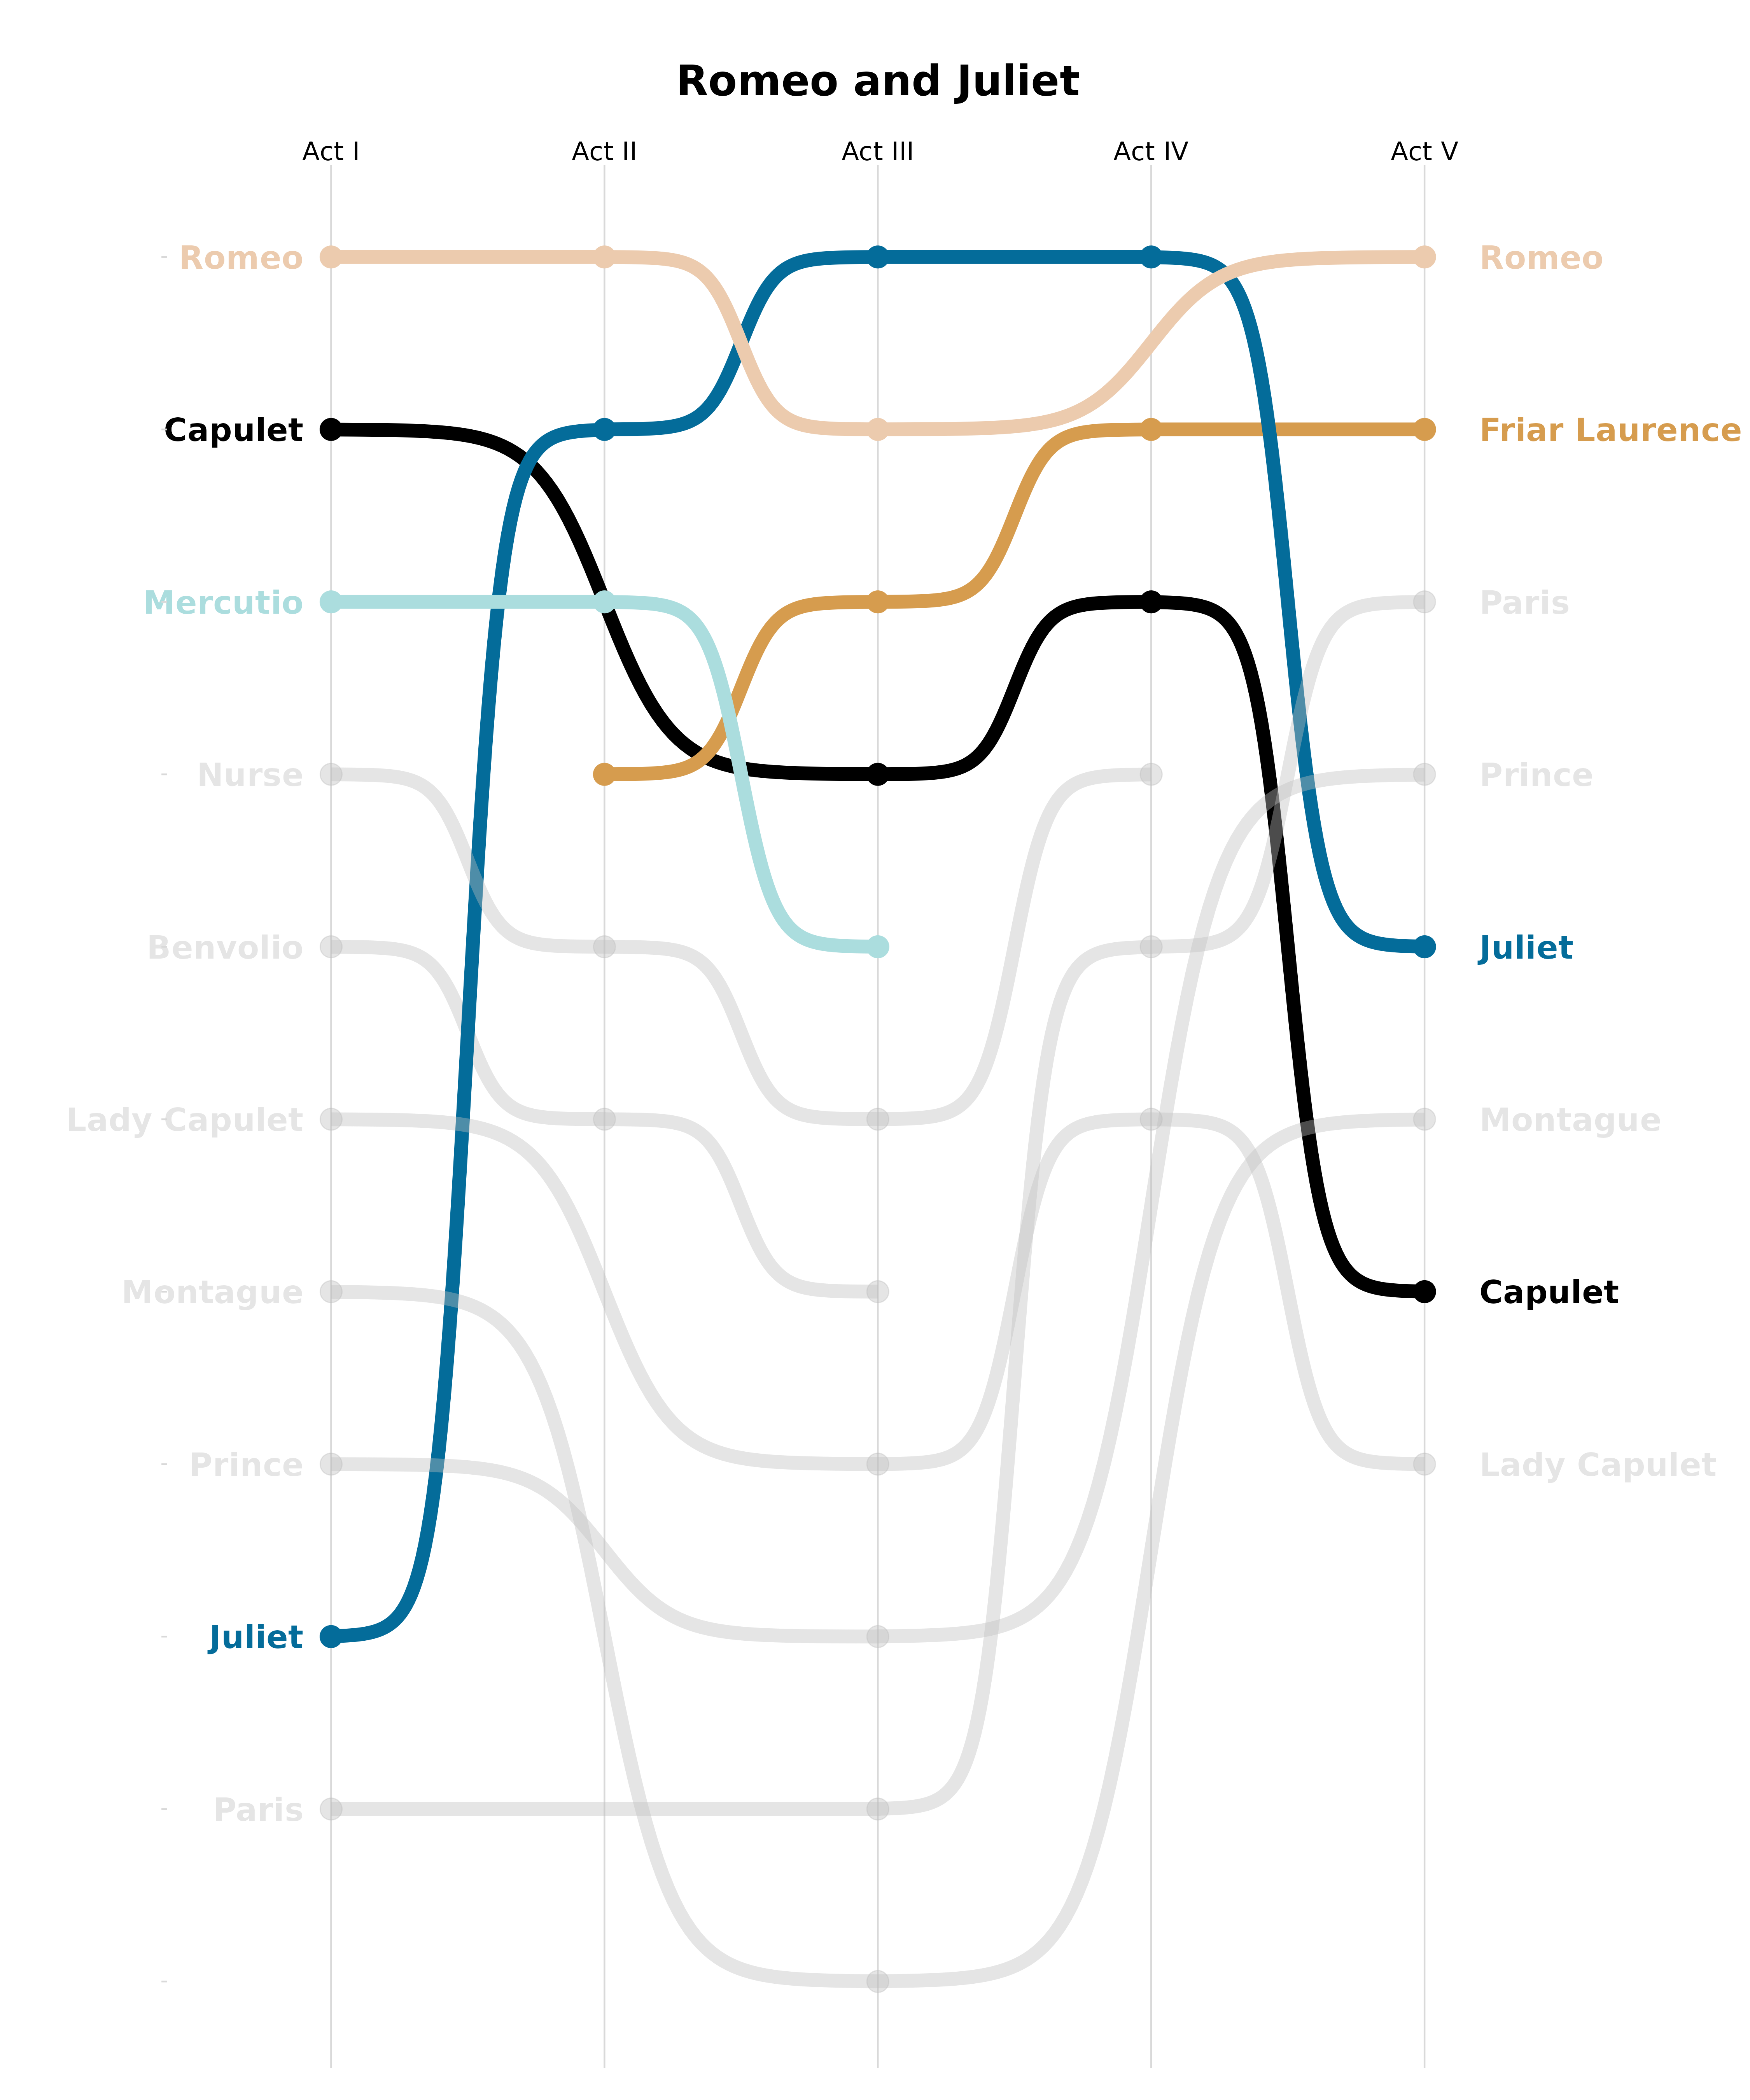 Romeo and Juliet
Act I
Act II
Act III
Act IV
Act V
Romeo
Romeo
Capulet
Friar Laurence
Mercutio
Paris
Nurse
Prince
Benvolio
Juliet
Lady Capulet
Montague
Montague
Capulet
Prince
Lady Capulet
Juliet
Paris